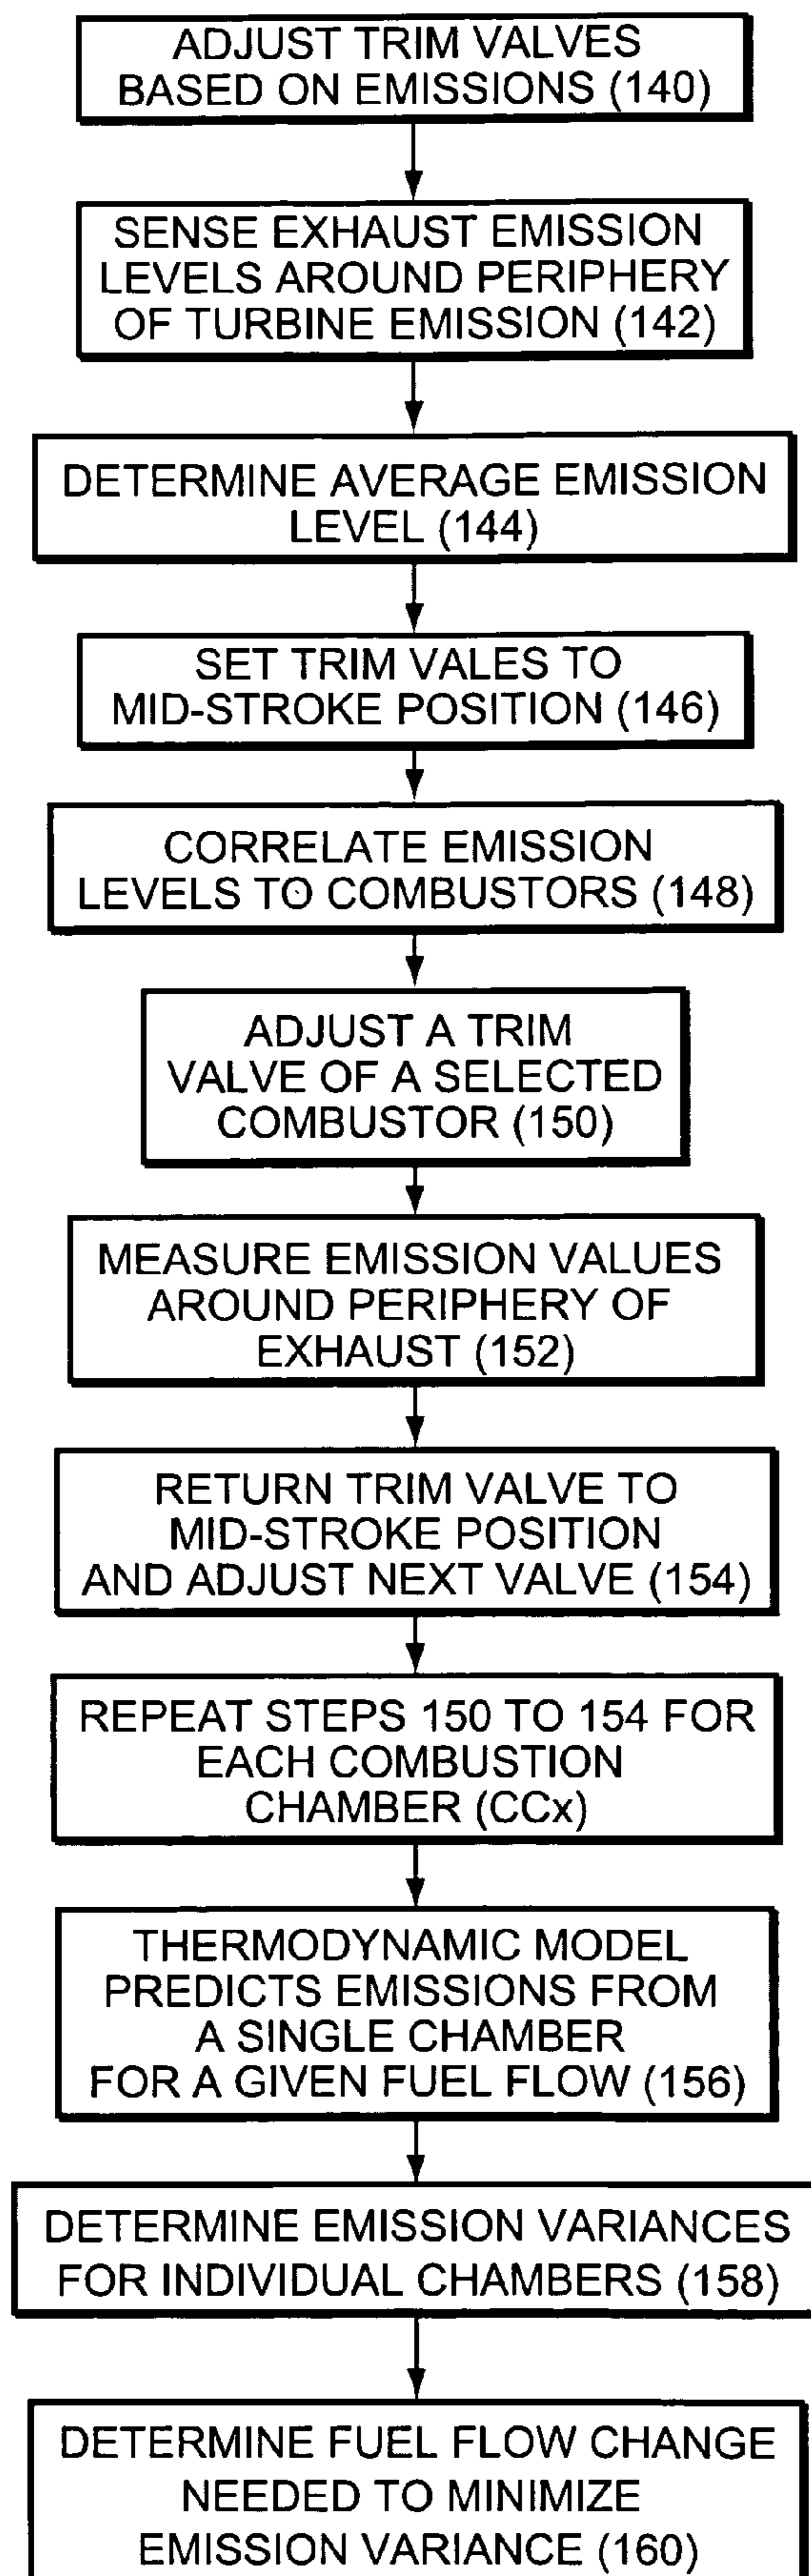 ADJUST TRIM VALVES
BASED ON EMISSIONS (140)
SENSE EXHAUST EMISSION
LEVELS AROUND PERIPHERY
OF TURBINE EMISSION (142)
DETERMINE AVERAGE EMISSION
LEVEL (144)
SET TRIM VALES TO
MID-STROKE POSITION (146)
CORRELATE EMISSION
LEVELS TO COMBUSTORS (148)
ADJUST A TRIM
VALVE OF A SELECTED
COMBUSTOR (150)
MEASURE EMISSION VALUES
AROUND PERIPHERY OF
EXHAUST (152)
RETURN TRIM VALVE TO
MID-STROKE POSITION
AND ADJUST NEXT VALVE (154)
REPEAT STEPS 150 TO 154 FOR
EACH COMBUSTION
CHAMBER (CCx)
THERMODYNAMIC MODEL
PREDICTS EMISSIONS FROM
A SINGLE CHAMBER
FOR A GIVEN FUEL FLOW (156)
DETERMINE EMISSION VARIANCES
FOR INDIVIDUAL CHAMBERS (158)
DETERMINE FUEL FLOW CHANGE
NEEDED TO MINIMIZE
EMISSION VARIANCE (160)